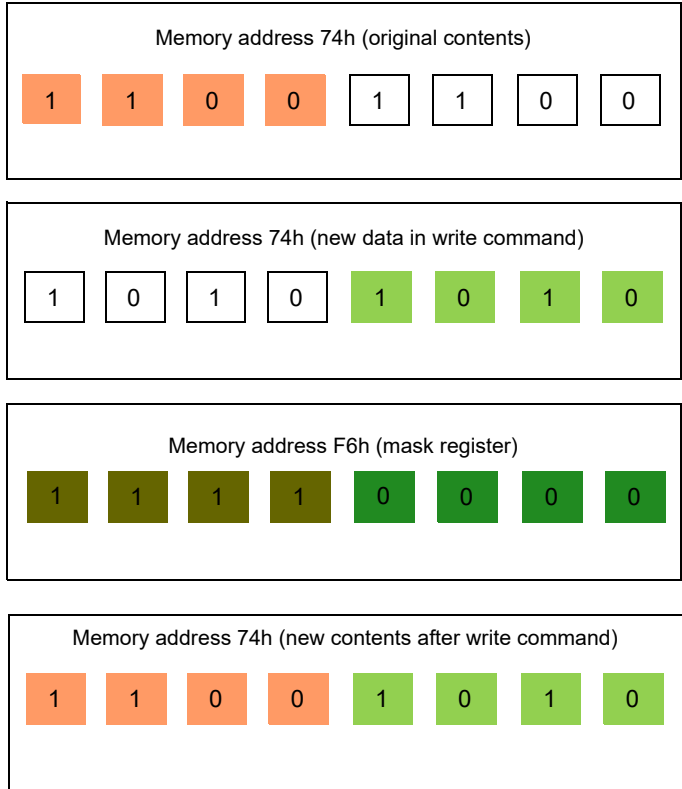 Memory address 74h (original contents)
1 1 0 0 1 1 0 0
Memory address 74h (new data in write command)
1 0 1 0 1 0 1 0
Memory address F6h (mask register)
1 1 1 1 0 0 0 0
Memory address 74h (new contents after write command)
1 1 0 0 1 0 1 0